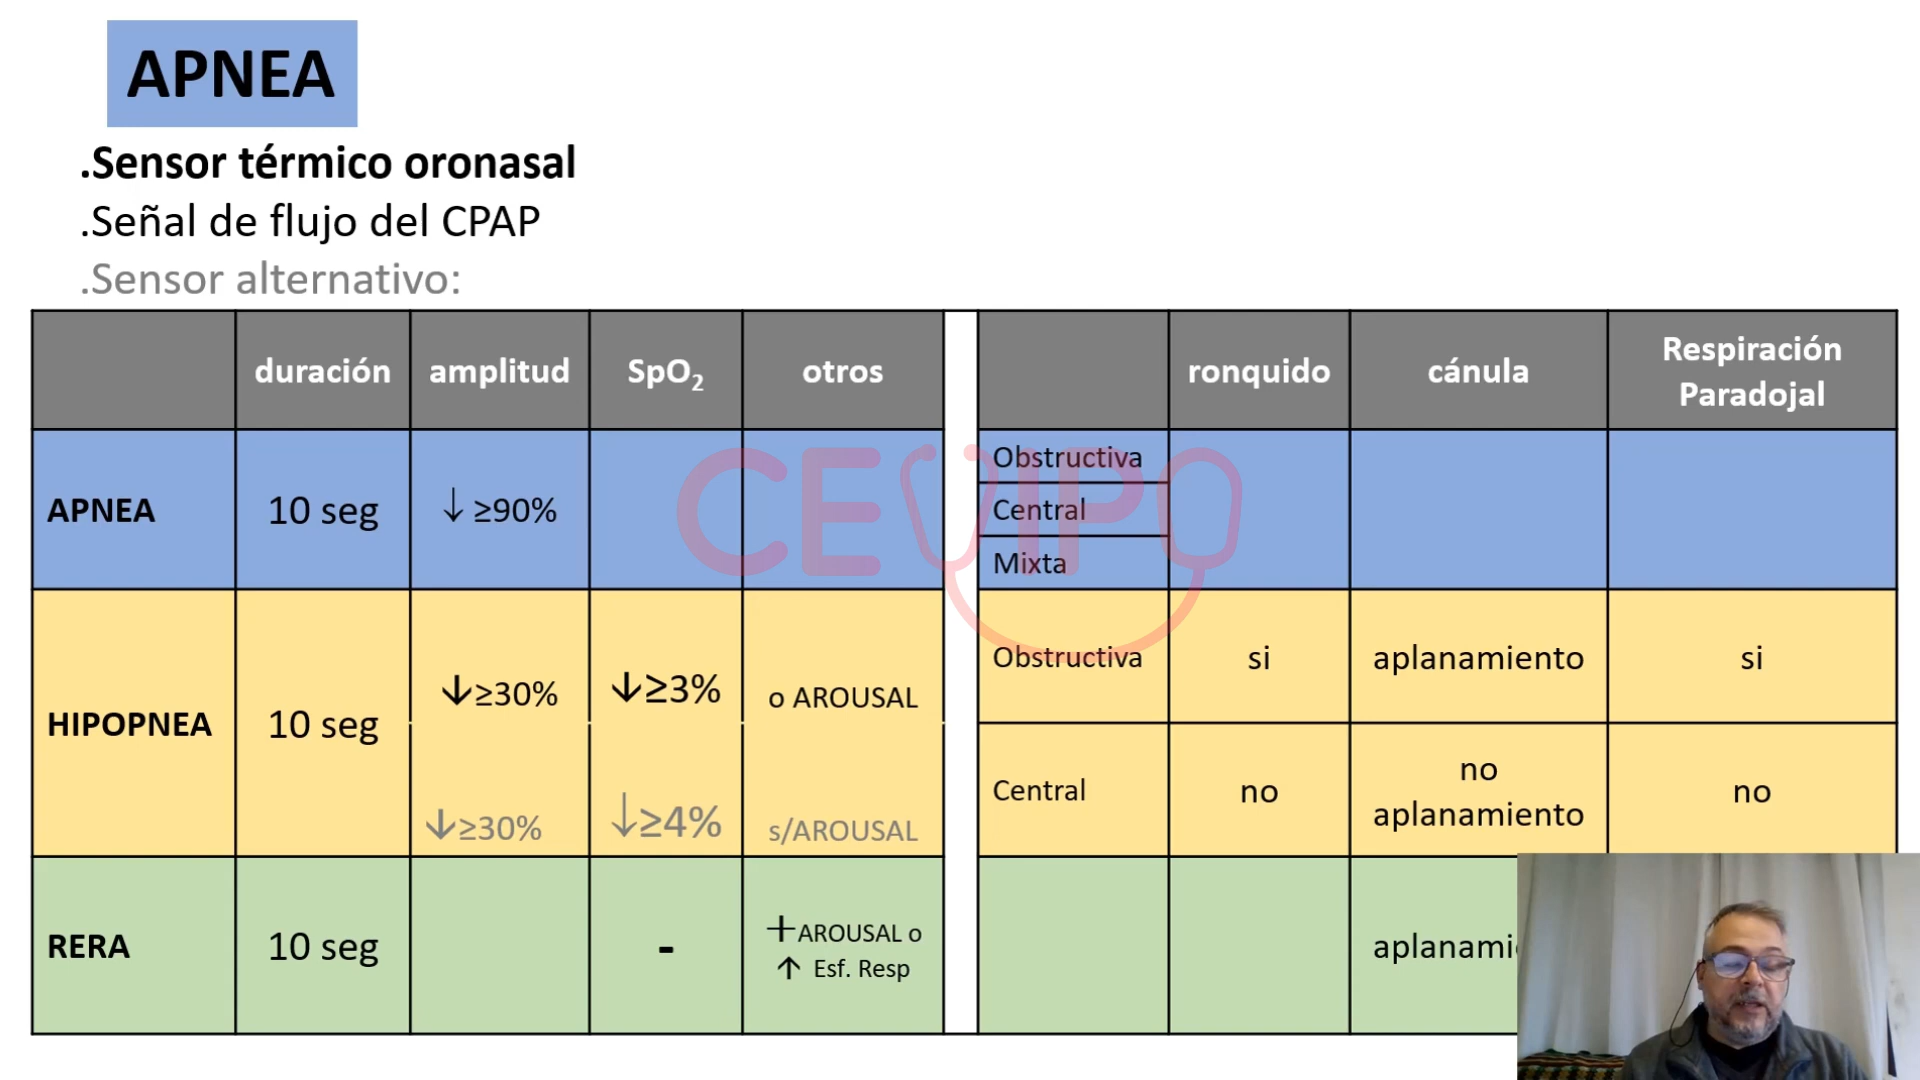 APNEA
.Sensor térmico oronasal
.Señal de flujo del CPAP
.Sensor alternativo:
duración
amplitud
SpO₂
otros
APNEA
10 seg
↓ ≥90%
HIPOPNEA
10 seg
↓≥30%
↓≥3%
o AROUSAL
↓≥30%
↓≥4%
s/AROUSAL
RERA
10 seg
-
+AROUSAL o
↑ Esf. Resp
ronquido
cánula
Respiración
Paradojal
Obstructiva
Central
Mixta
Obstructiva
si
aplanamiento
si
Central
no
no
aplanamiento
no
aplanami
CEVIPO